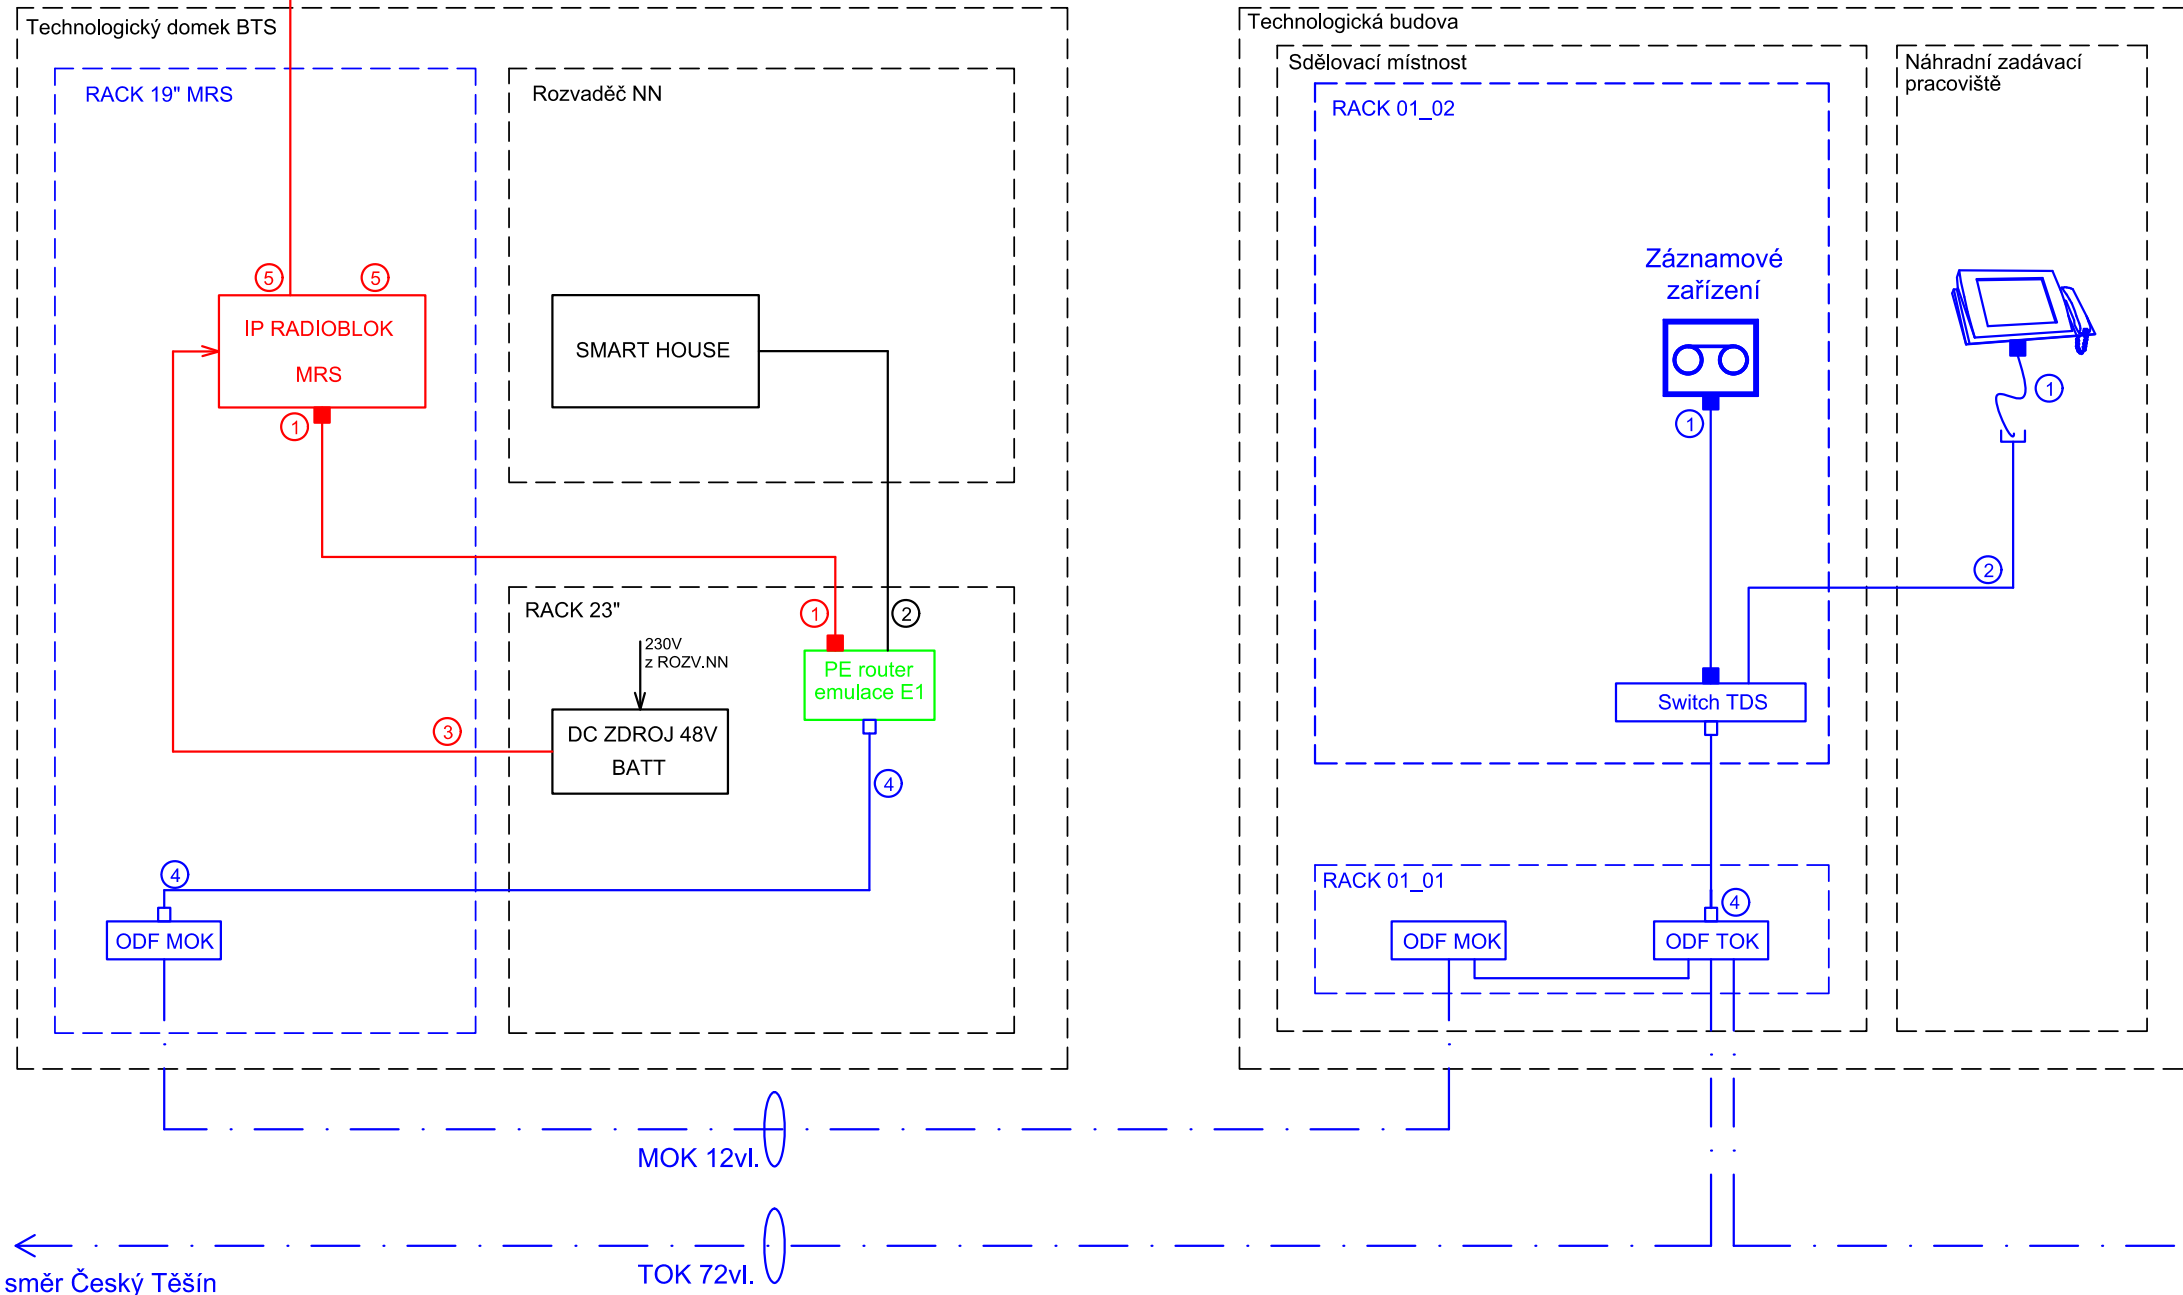 Technologický domek BTS
RACK 19" MRS
5
5
IP RADIOBLOK
MRS
1
3
4
ODF MOK
Rozvaděč NN
SMART HOUSE
RACK 23"
230V
z ROZV.NN
DC ZDROJ 48V
BATT
1
2
PE router
emulace E1
4
Technologická budova
Sdělovací místnost
RACK 01_02
Záznamové
zařízení
1
Switch TDS
RACK 01_01
ODF MOK
4
ODF TOK
Náhradní zadávací
pracoviště
1
2
MOK 12vl.
TOK 72vl.
směr Český Těšín